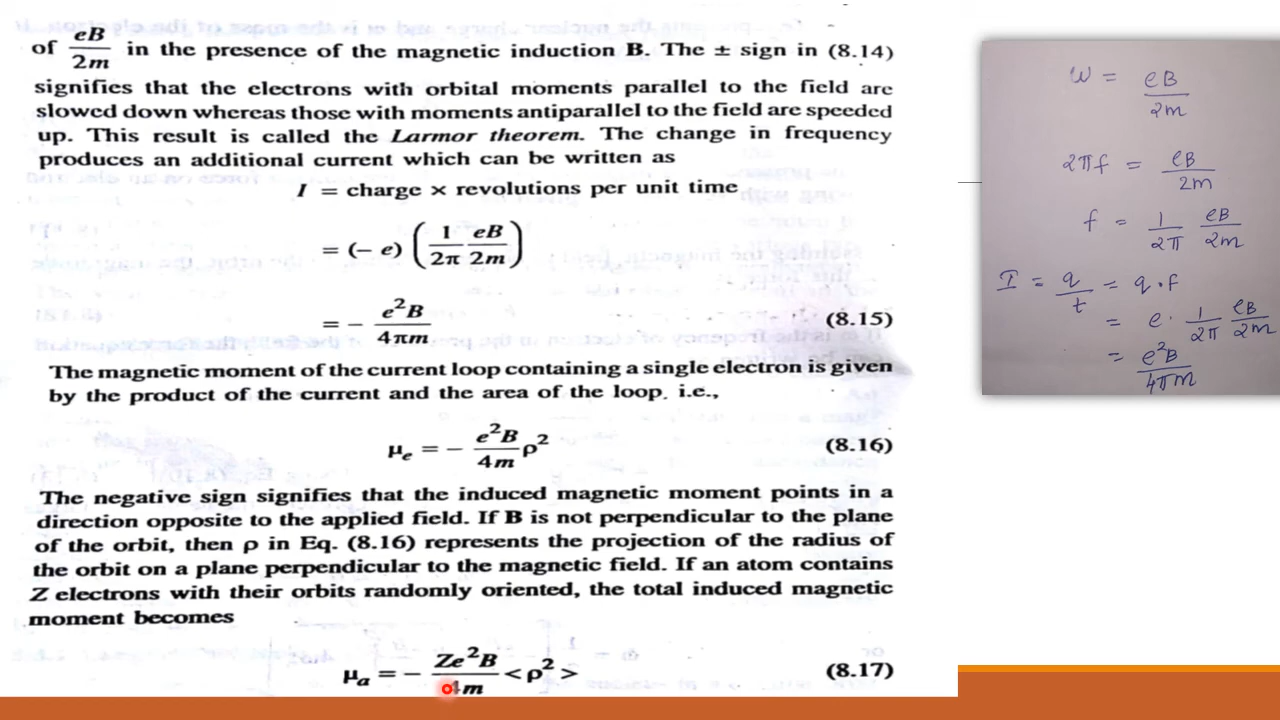 of eB/2m in the presence of the magnetic induction B. The ± sign in (8.14)
signifies that the electrons with orbital moments parallel to the field are
slowed down whereas those with moments antiparallel to the field are speeded
up. This result is called the Larmor theorem. The change in frequency
produces an additional current which can be written as
I = charge × revolutions per unit time
= (− e) (1/2π eB/2m)
= − e²B/4πm (8.15)
The magnetic moment of the current loop containing a single electron is given
by the product of the current and the area of the loop, i.e.,
μₑ = − e²B/4m ρ² (8.16)
The negative sign signifies that the induced magnetic moment points in a
direction opposite to the applied field. If B is not perpendicular to the plane
of the orbit, then ρ in Eq. (8.16) represents the projection of the radius of
the orbit on a plane perpendicular to the magnetic field. If an atom contains
Z electrons with their orbits randomly oriented, the total induced magnetic
moment becomes
μₐ = − Ze²B/4m <ρ²> (8.17)
ω = eB/2m
2πf = eB/2m
f = 1/2π eB/2m
I = q/t = q·f
= e· 1/2π eB/2m
= e²B/4πm